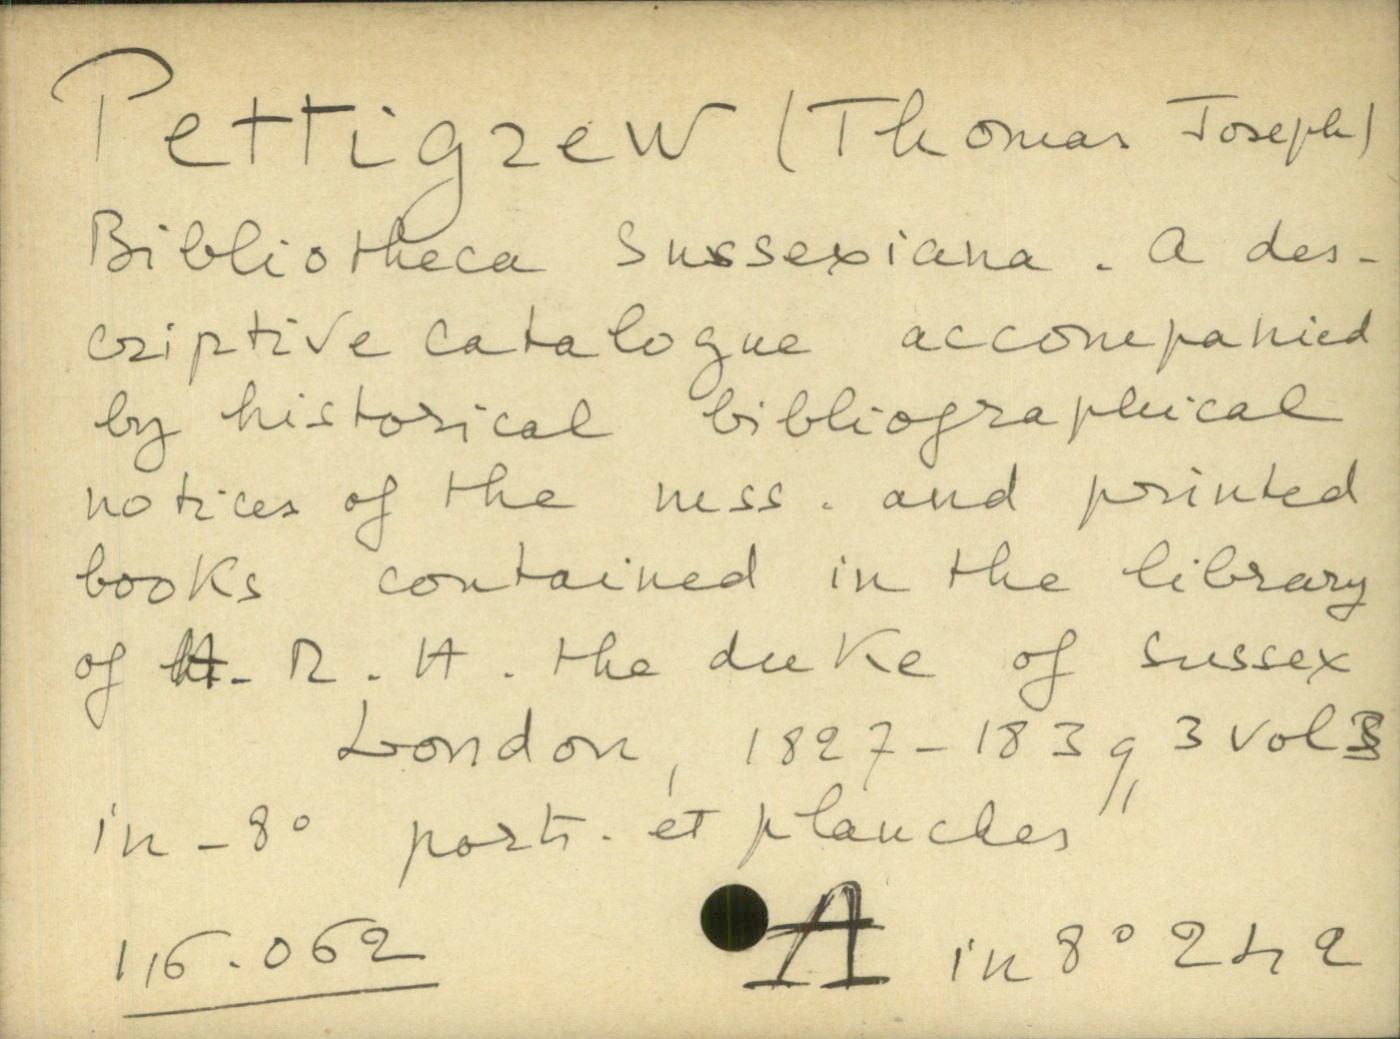 Pettigrew (Thomas Joseph)
Bibliotheca Sussexiana. A des-
criptive catalogue accompanied
by historical bibliographical
notices of the mss. and printed
books contained in the library
of H. R. H. the duke of Sussex
London, 1827-1839, 3 vols
in-8° portr. et planches
116.062 A in 8° 242